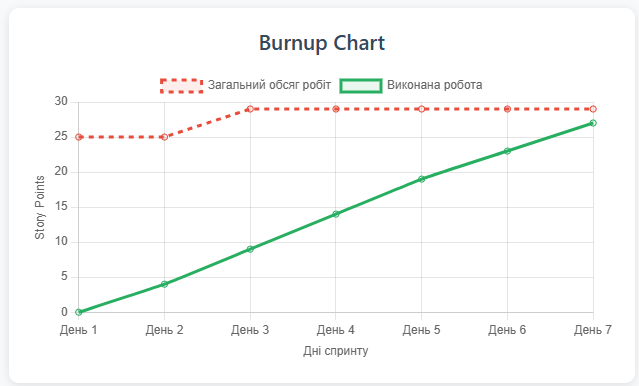 Burnup Chart
Загальний обсяг робіт Виконана робота
30
25
20
15
10
5
0
Story Points
День 1 День 2 День 3 День 4 День 5 День 6 День 7
Дні спринту